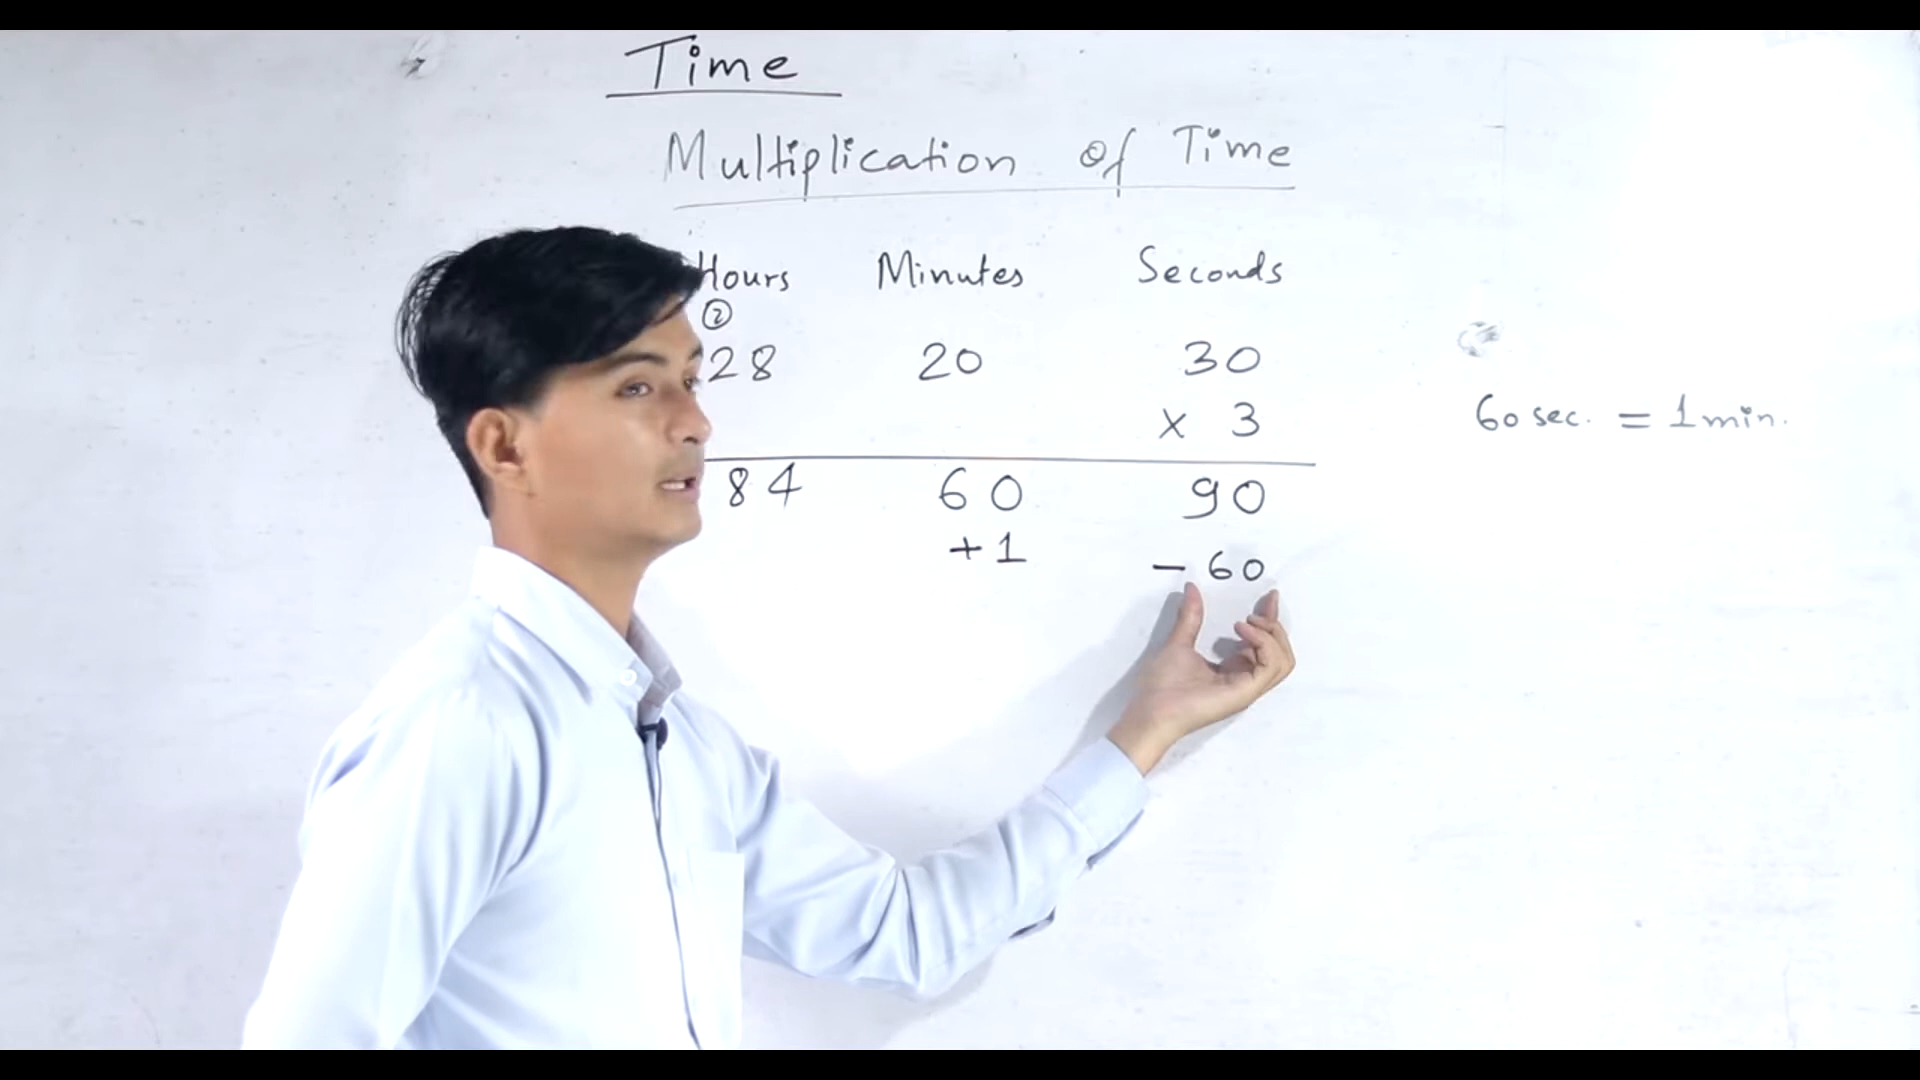 Time
Multiplication of Time
Hours Minutes Seconds
2
28 20 30
x 3
84 60 90
+1 - 60
60 sec. = 1 min.